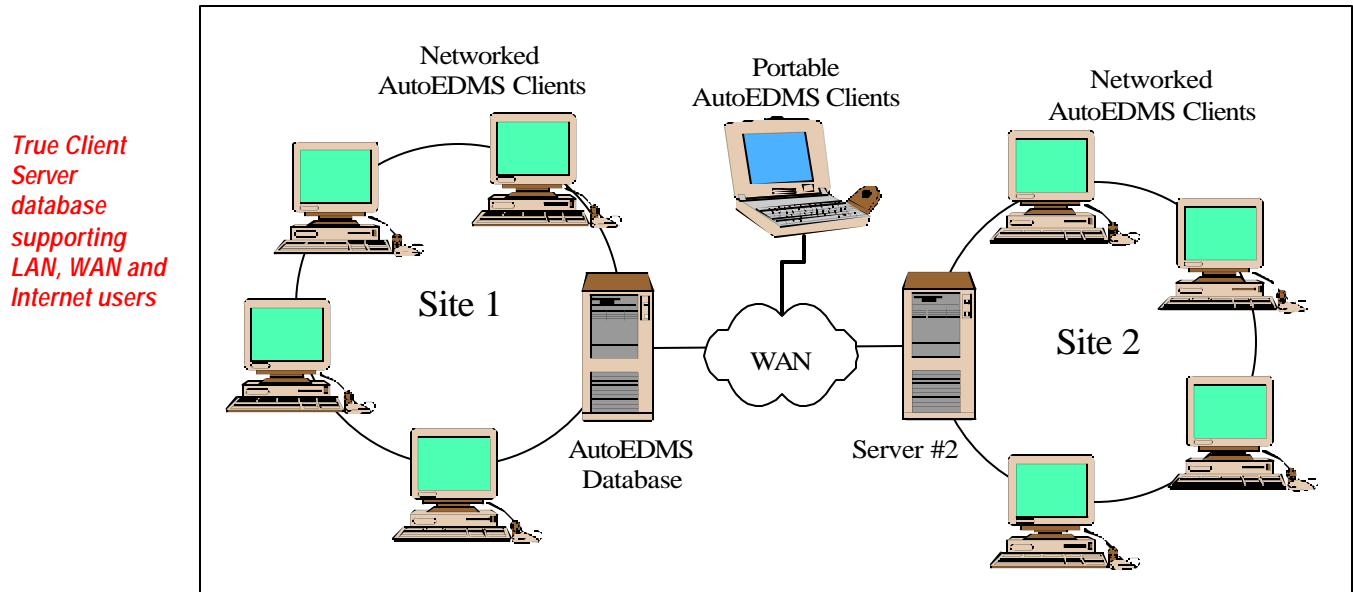 True Client
Server
database
supporting
LAN, WAN and
Internet users
Networked
AutoEDMS Clients
Portable
AutoEDMS Clients
Networked
AutoEDMS Clients
Site 1
WAN
Site 2
AutoEDMS
Database
Server #2